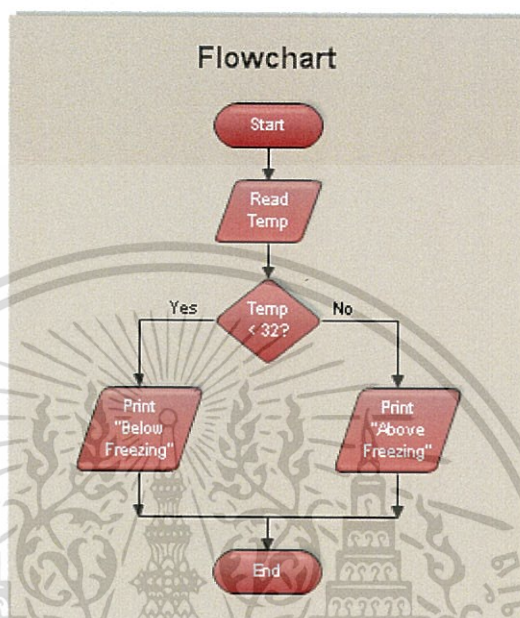 Flowchart
Start
Read
Temp
Temp
< 32?
Yes
No
Print
"Below
Freezing"
Print
"Above
Freezing"
End